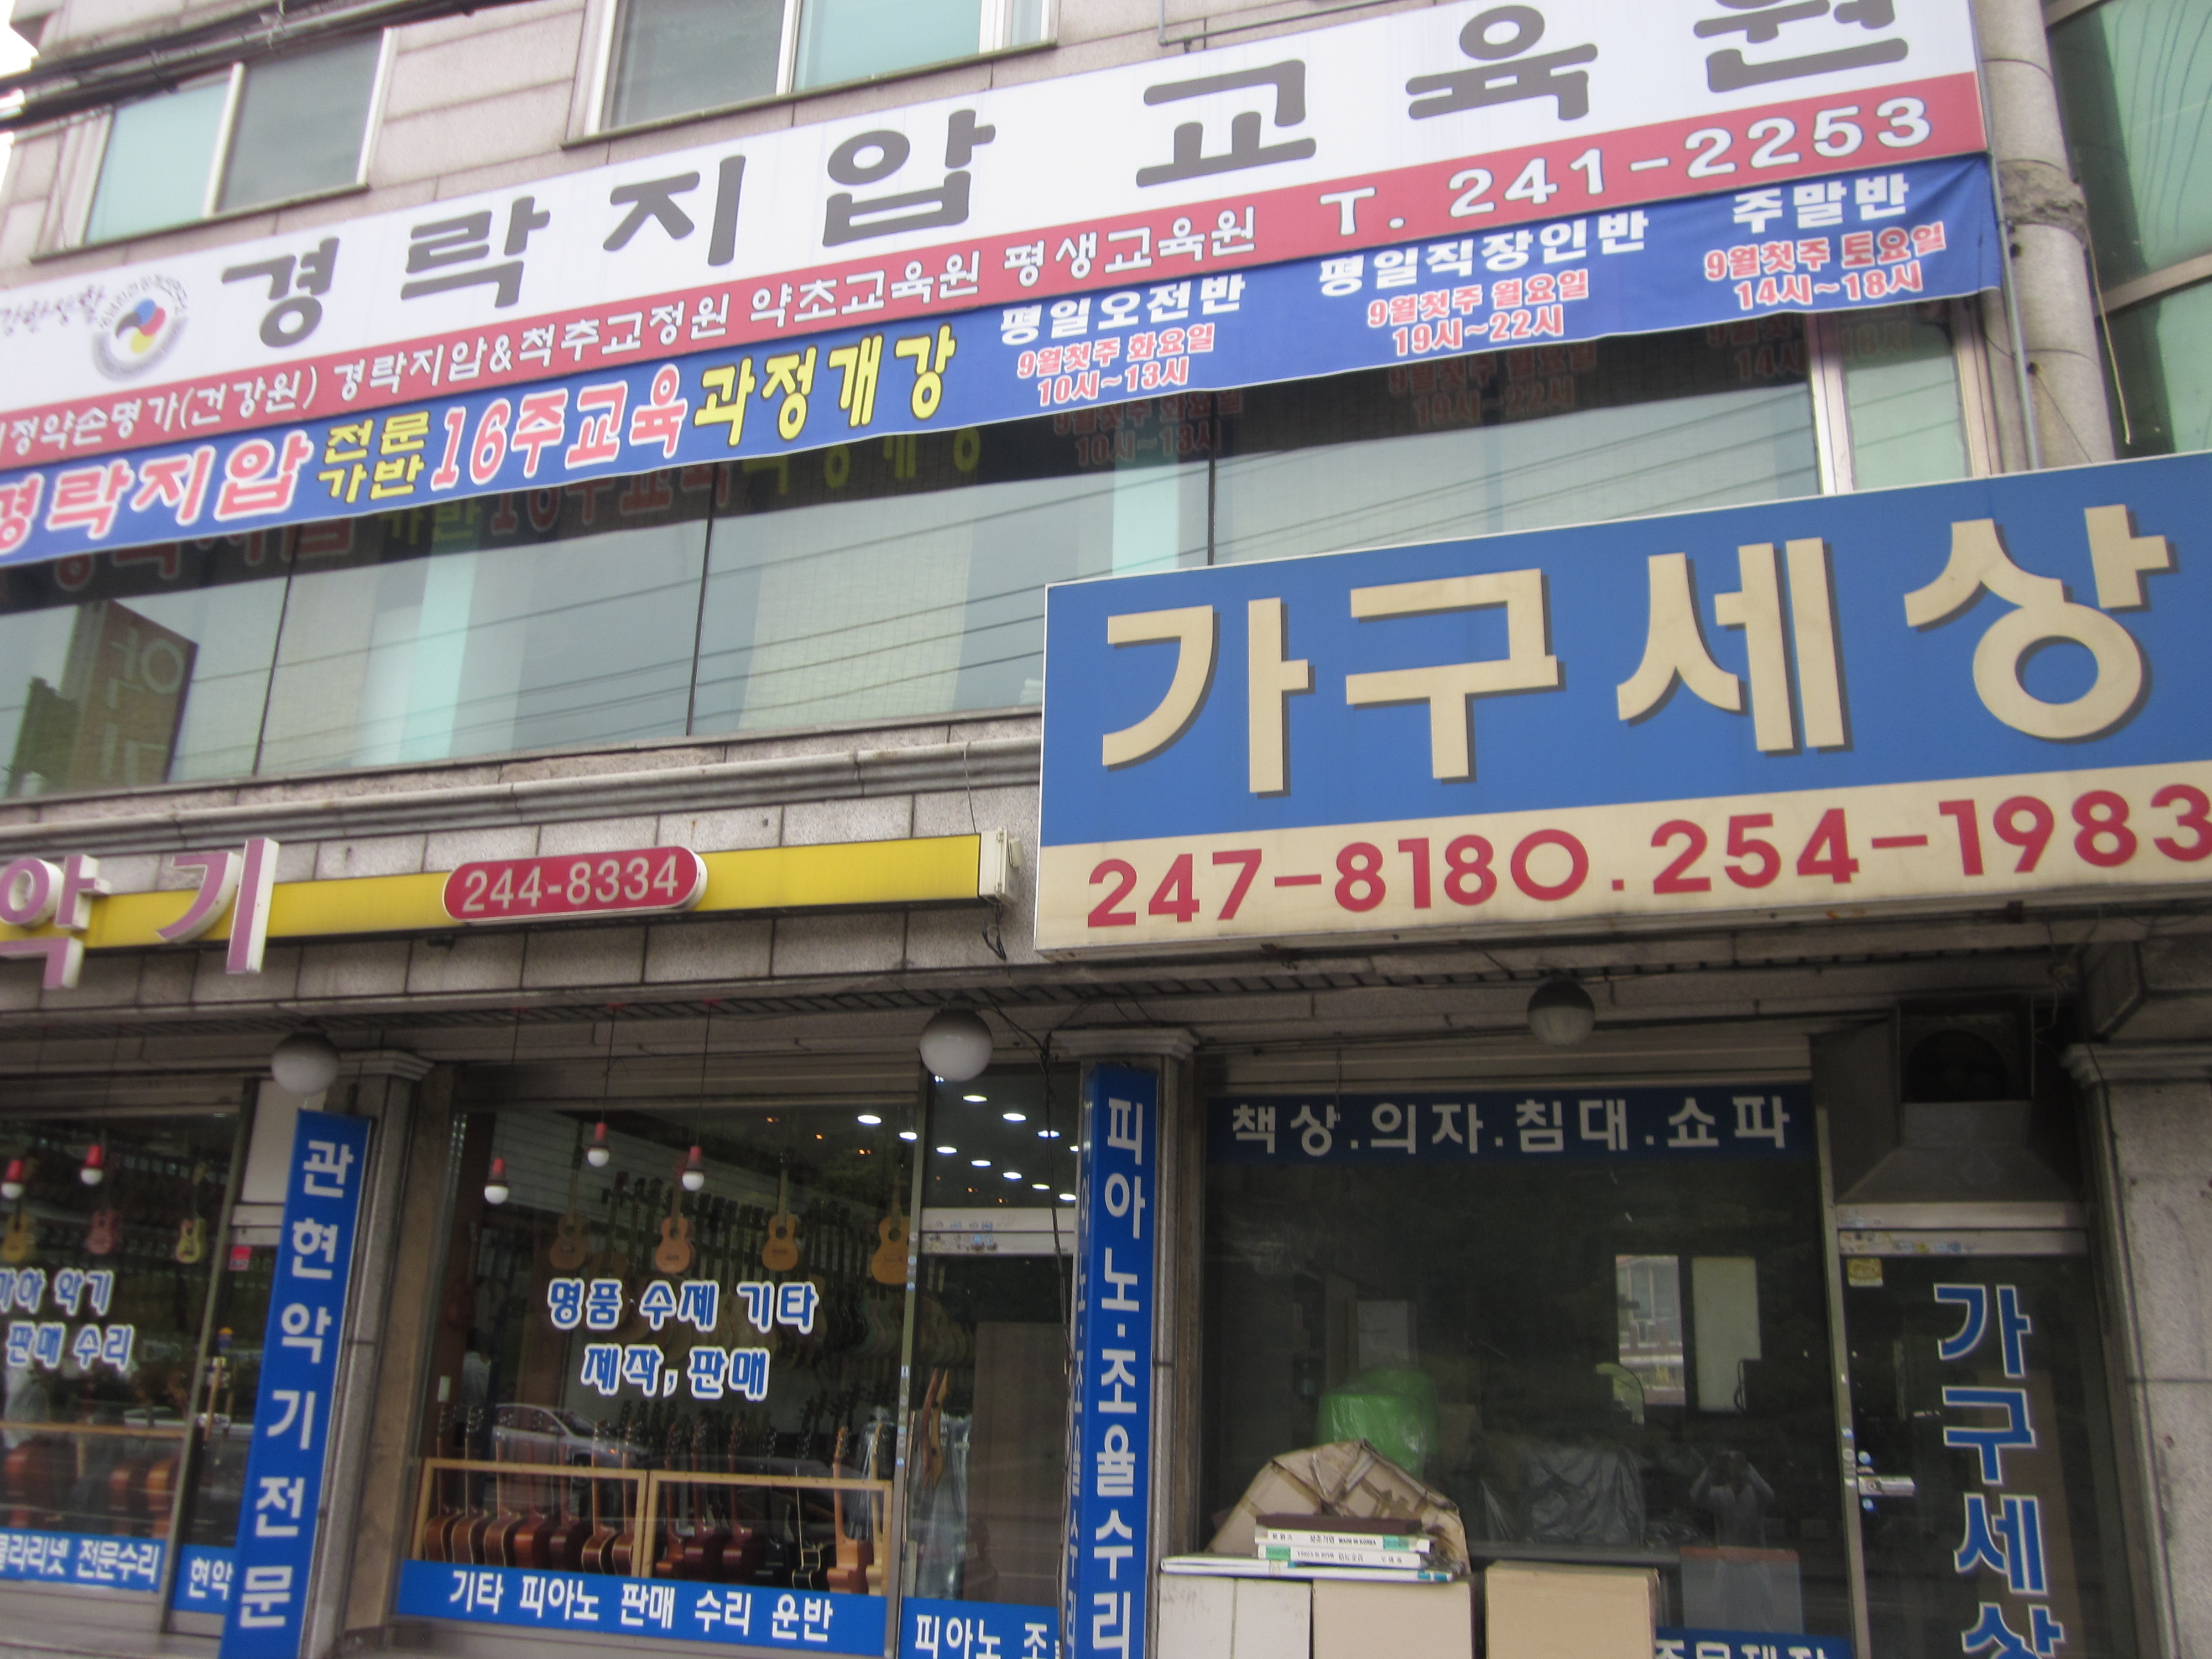 경락지압 교육원
정약손명가(건강원) 경락지압&척추교정원 약초교육원 평생교육원 T. 241-2253
경락지압 전문가반 16주교육과정개강
평일오전반
9월첫주 화요일
10시~13시
평일직장인반
9월첫주 월요일
19시~22시
주말반
9월첫주 토요일
14시~18시
가구세상
247-8180 . 254-1983
악기
244-8334
관현악기전문
명품 수제 기타
제작, 판매
악기
판매 수리
전문수리
현악
기타 피아노 판매 수리 운반
피아노
피아노·조율수리
책상.의자.침대.쇼파
가구세상